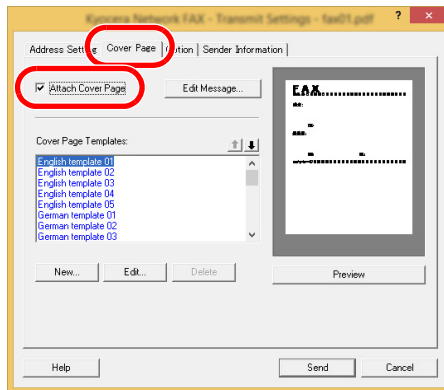 Kyocera Network FAX - Transmit Settings - fax01.pdf
? x
Address Setting Cover Page Option Sender Information
Attach Cover Page Edit Message...
FAX
Cover Page Templates:
English template 01
English template 02
English template 03
English template 04
English template 05
German template 01
German template 02
German template 03
New... Edit... Delete Preview
Help Send Cancel